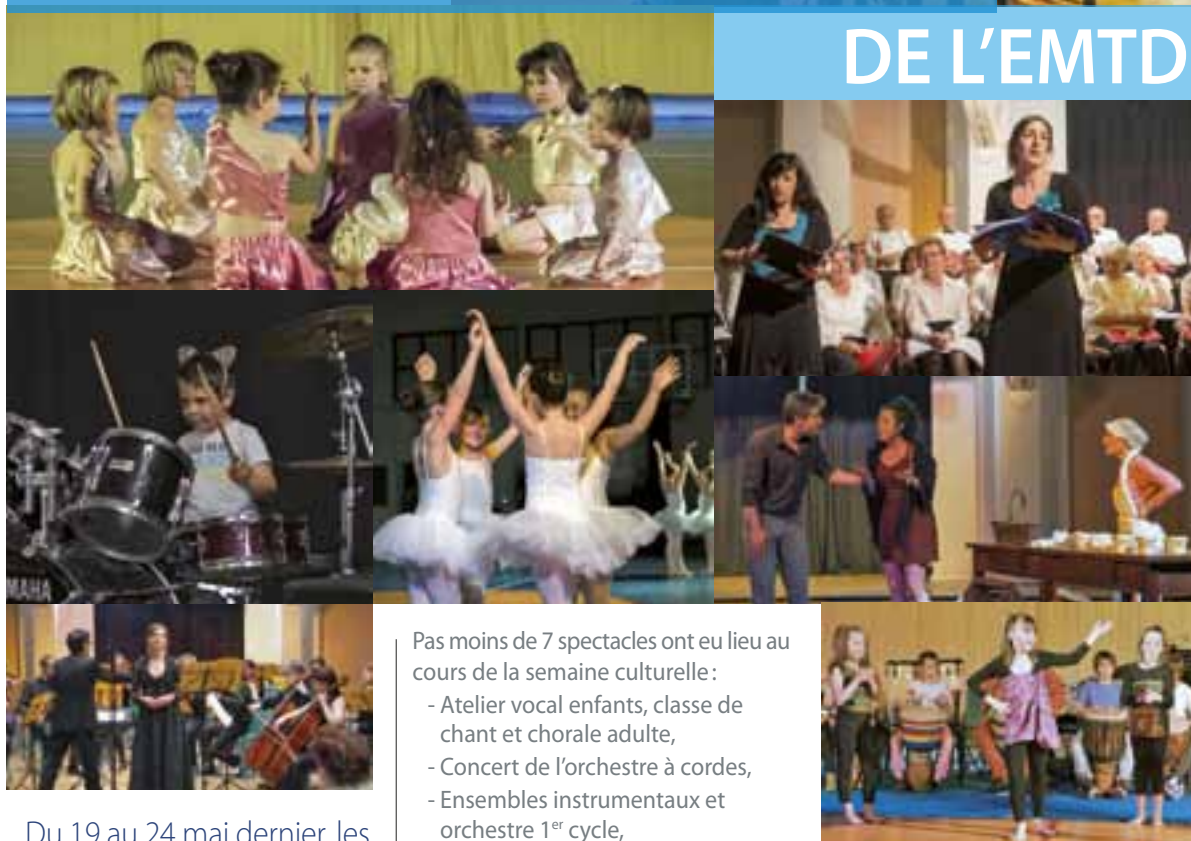 DE L'EMTD
YAMAHA
Pas moins de 7 spectacles ont eu lieu au
cours de la semaine culturelle :
- Atelier vocal enfants, classe de
chant et chorale adulte,
- Concert de l'orchestre à cordes,
- Ensembles instrumentaux et
orchestre 1er cycle,
Du 19 au 24 mai dernier, les